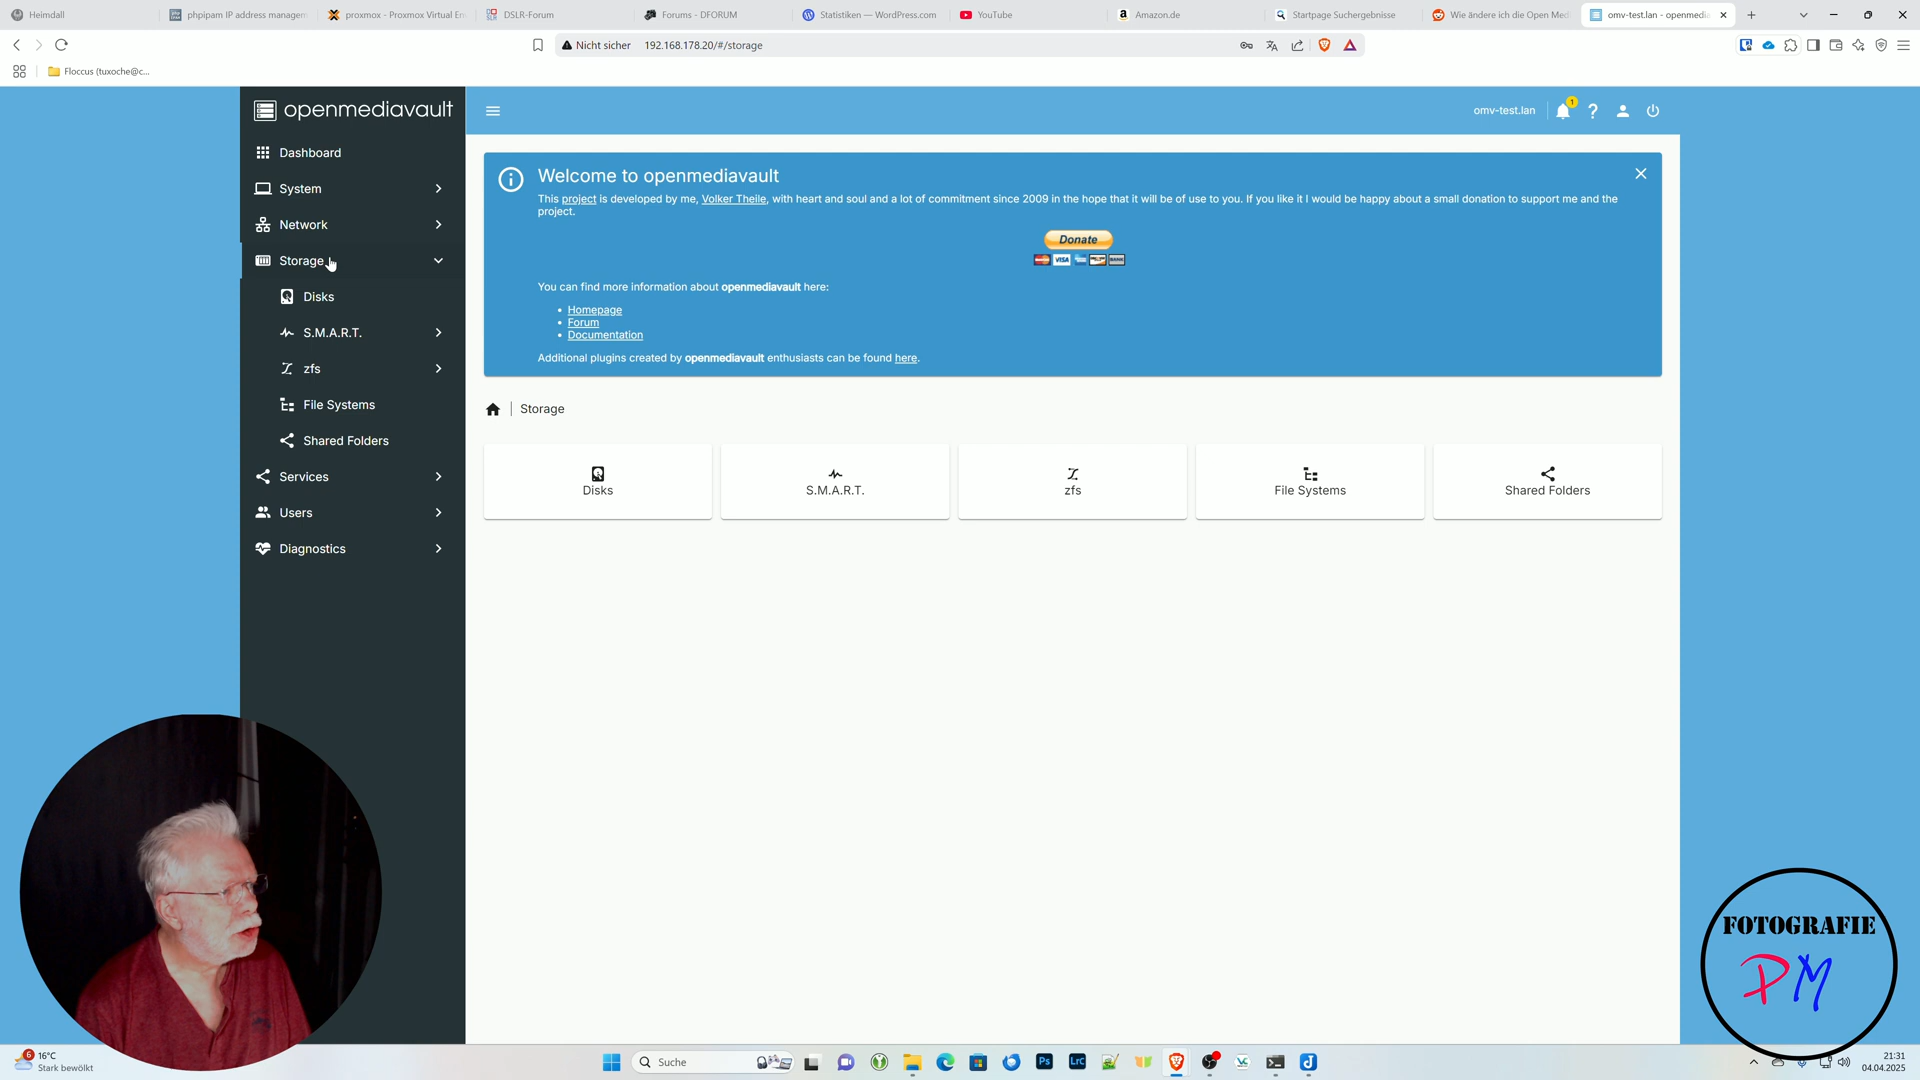 Heimdall
phpipam IP address managem
proxmox - Proxmox Virtual En
DSLR-Forum
Forums - DFORUM
Statistiken — WordPress.com
YouTube
Amazon.de
Startpage Suchergebnisse
Wie ändere ich die Open Med
omv-test.lan - openmedia
Nicht sicher
192.168.178.20/#/storage
Floccus (tuxoche@c...
openmediavault
omv-test.lan
1
Dashboard
System
Network
Storage
Disks
S.M.A.R.T.
zfs
File Systems
Shared Folders
Services
Users
Diagnostics
Welcome to openmediavault
This project is developed by me, Volker Theile, with heart and soul and a lot of commitment since 2009 in the hope that it will be of use to you. If you like it I would be happy about a small donation to support me and the
project.
Donate
VISA
You can find more information about openmediavault here:
Homepage
Forum
Documentation
Additional plugins created by openmediavault enthusiasts can be found here.
Storage
Disks
S.M.A.R.T.
zfs
File Systems
Shared Folders
FOTOGRAFIE
PM
6
16°C
Stark bewölkt
Suche
Ps
LrC
21:31
04.04.2025